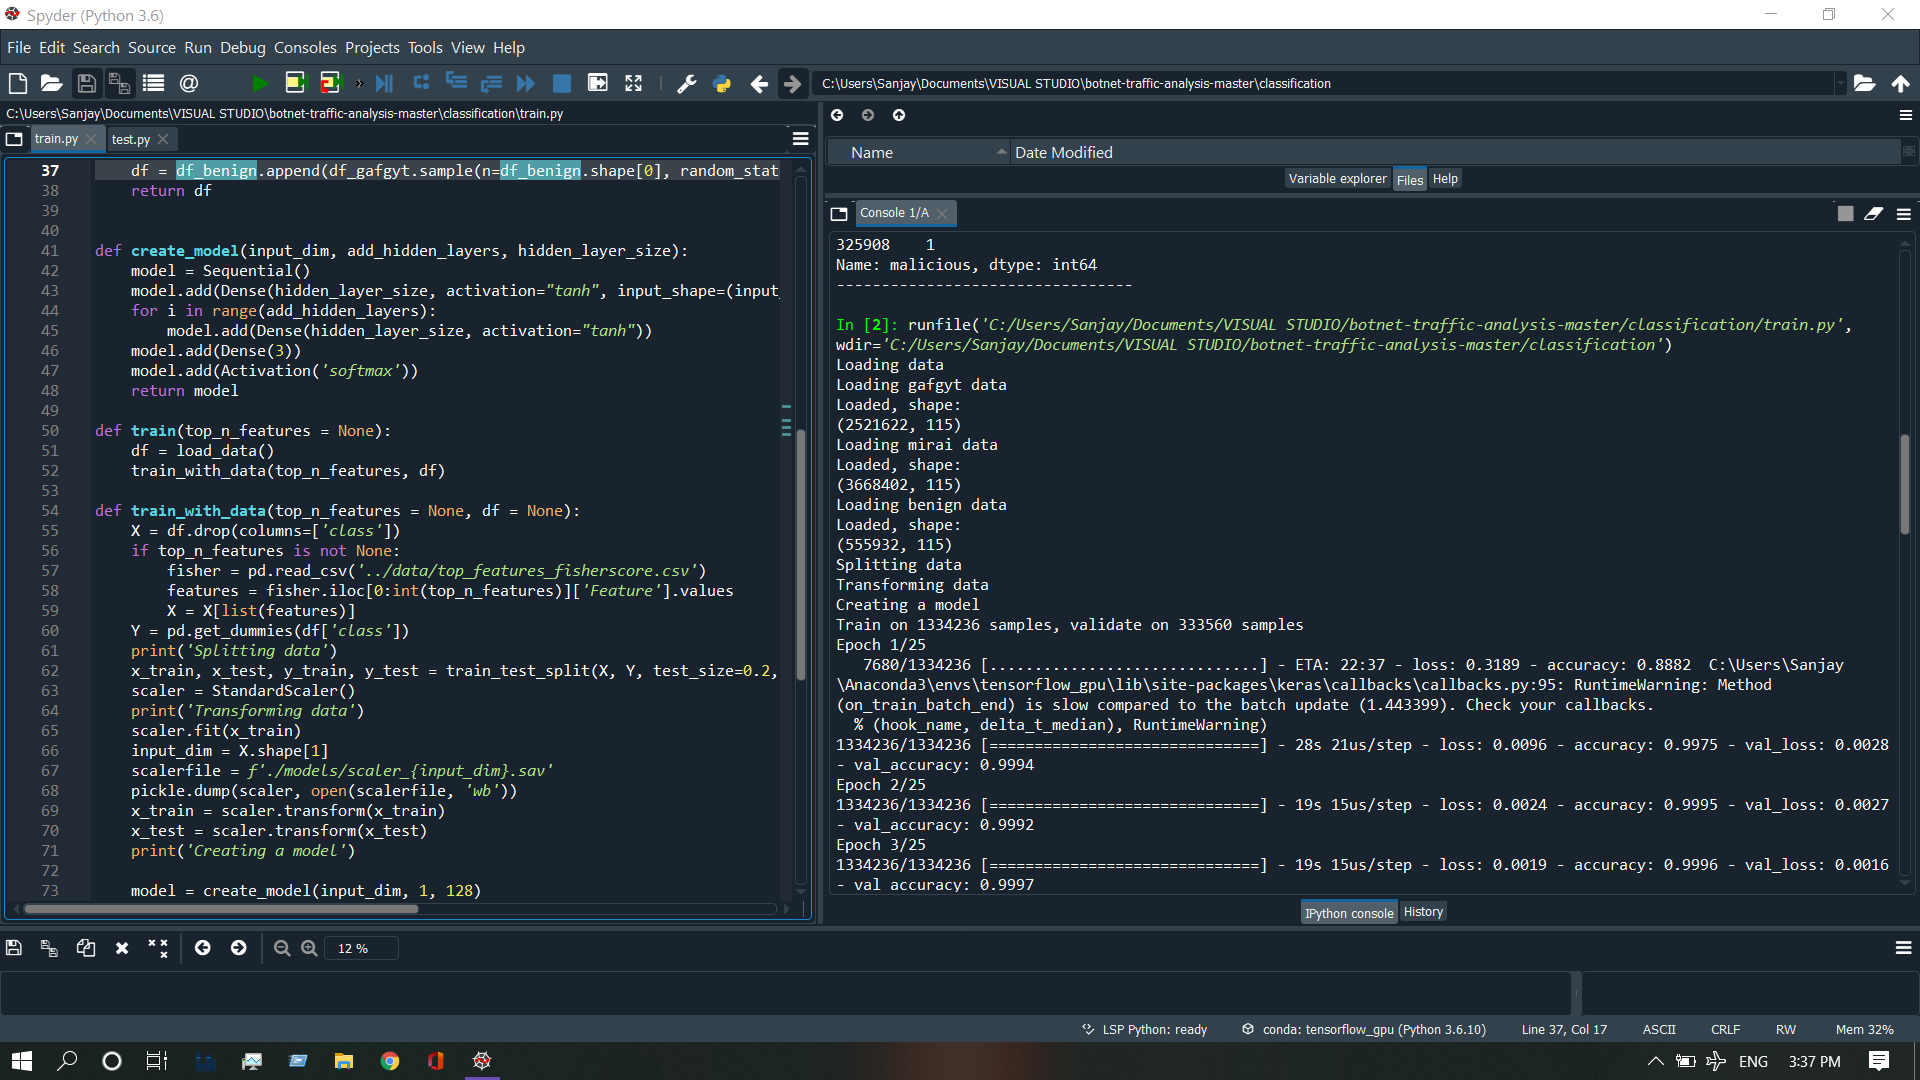 Spyder (Python 3.6)
File Edit Search Source Run Debug Consoles Projects Tools View Help
C:\Users\Sanjay\Documents\VISUAL STUDIO\botnet-traffic-analysis-master\classification
C:\Users\Sanjay\Documents\VISUAL STUDIO\botnet-traffic-analysis-master\classification\train.py
train.py
test.py
37 df = df_benign.append(df_gafgyt.sample(n=df_benign.shape[0], random_stat
38 return df
39
40
41 def create_model(input_dim, add_hidden_layers, hidden_layer_size):
42 model = Sequential()
43 model.add(Dense(hidden_layer_size, activation="tanh", input_shape=(input_
44 for i in range(add_hidden_layers):
45 model.add(Dense(hidden_layer_size, activation="tanh"))
46 model.add(Dense(3))
47 model.add(Activation('softmax'))
48 return model
49
50 def train(top_n_features = None):
51 df = load_data()
52 train_with_data(top_n_features, df)
53
54 def train_with_data(top_n_features = None, df = None):
55 X = df.drop(columns=['class'])
56 if top_n_features is not None:
57 fisher = pd.read_csv('../data/top_features_fisherscore.csv')
58 features = fisher.iloc[0:int(top_n_features)]['Feature'].values
59 X = X[list(features)]
60 Y = pd.get_dummies(df['class'])
61 print('Splitting data')
62 x_train, x_test, y_train, y_test = train_test_split(X, Y, test_size=0.2,
63 scaler = StandardScaler()
64 print('Transforming data')
65 scaler.fit(x_train)
66 input_dim = X.shape[1]
67 scalerfile = f'./models/scaler_{input_dim}.sav'
68 pickle.dump(scaler, open(scalerfile, 'wb'))
69 x_train = scaler.transform(x_train)
70 x_test = scaler.transform(x_test)
71 print('Creating a model')
72
73 model = create_model(input_dim, 1, 128)
Name Date Modified
Variable explorer Files Help
Console 1/A
325908 1
Name: malicious, dtype: int64
---------------------------------
In [2]: runfile('C:/Users/Sanjay/Documents/VISUAL STUDIO/botnet-traffic-analysis-master/classification/train.py',
wdir='C:/Users/Sanjay/Documents/VISUAL STUDIO/botnet-traffic-analysis-master/classification')
Loading data
Loading gafgyt data
Loaded, shape:
(2521622, 115)
Loading mirai data
Loaded, shape:
(3668402, 115)
Loading benign data
Loaded, shape:
(555932, 115)
Splitting data
Transforming data
Creating a model
Train on 1334236 samples, validate on 333560 samples
Epoch 1/25
7680/1334236 [..............................] - ETA: 22:37 - loss: 0.3189 - accuracy: 0.8882 C:\Users\Sanjay
\Anaconda3\envs\tensorflow_gpu\lib\site-packages\keras\callbacks\callbacks.py:95: RuntimeWarning: Method
(on_train_batch_end) is slow compared to the batch update (1.443399). Check your callbacks.
% (hook_name, delta_t_median), RuntimeWarning)
1334236/1334236 [==============================] - 28s 21us/step - loss: 0.0096 - accuracy: 0.9975 - val_loss: 0.0028
- val_accuracy: 0.9994
Epoch 2/25
1334236/1334236 [==============================] - 19s 15us/step - loss: 0.0024 - accuracy: 0.9995 - val_loss: 0.0027
- val_accuracy: 0.9992
Epoch 3/25
1334236/1334236 [==============================] - 19s 15us/step - loss: 0.0019 - accuracy: 0.9996 - val_loss: 0.0016
- val_accuracy: 0.9997
IPython console History
12 %
LSP Python: ready conda: tensorflow_gpu (Python 3.6.10) Line 37, Col 17 ASCII CRLF RW Mem 32%
ENG 3:37 PM